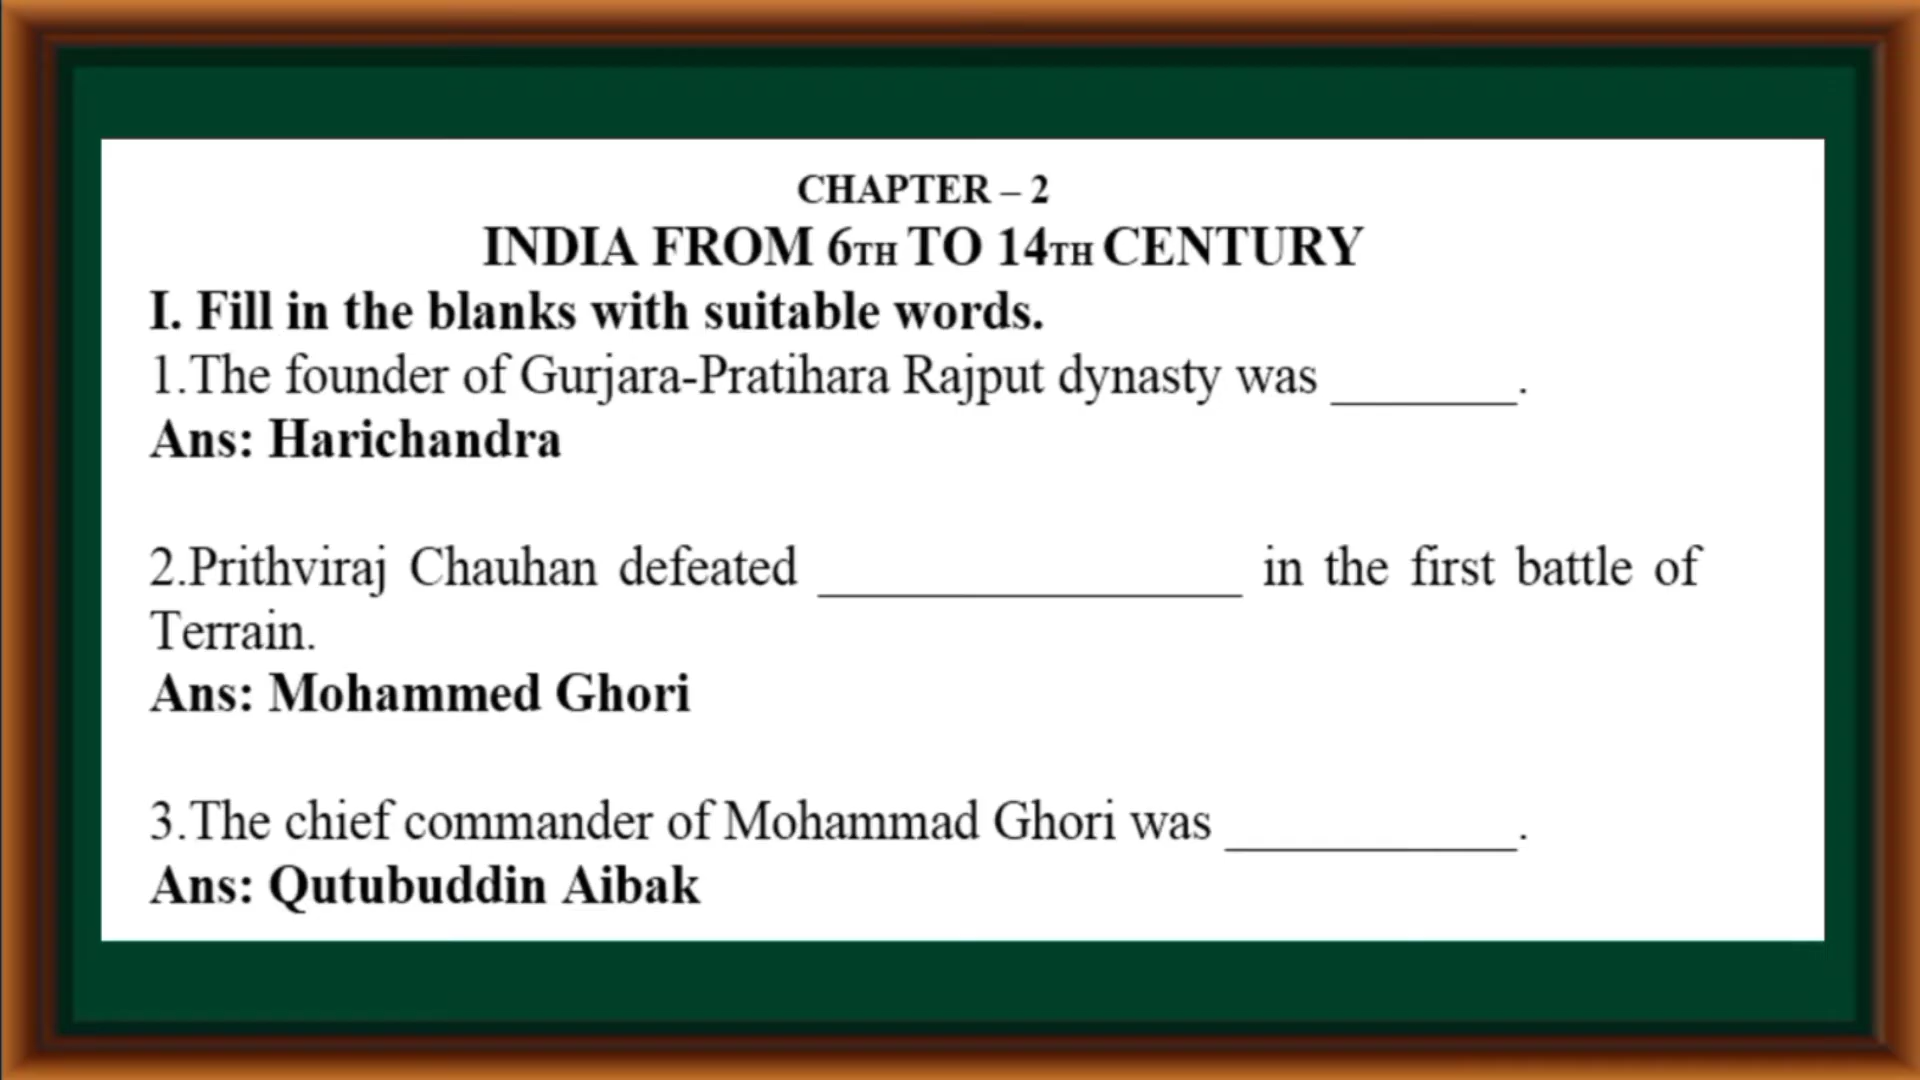 CHAPTER – 2
INDIA FROM 6TH TO 14TH CENTURY
I. Fill in the blanks with suitable words.
1.The founder of Gurjara-Pratihara Rajput dynasty was _______.
Ans: Harichandra
2.Prithviraj Chauhan defeated ________________ in the first battle of
Terrain.
Ans: Mohammed Ghori
3.The chief commander of Mohammad Ghori was ___________.
Ans: Qutubuddin Aibak